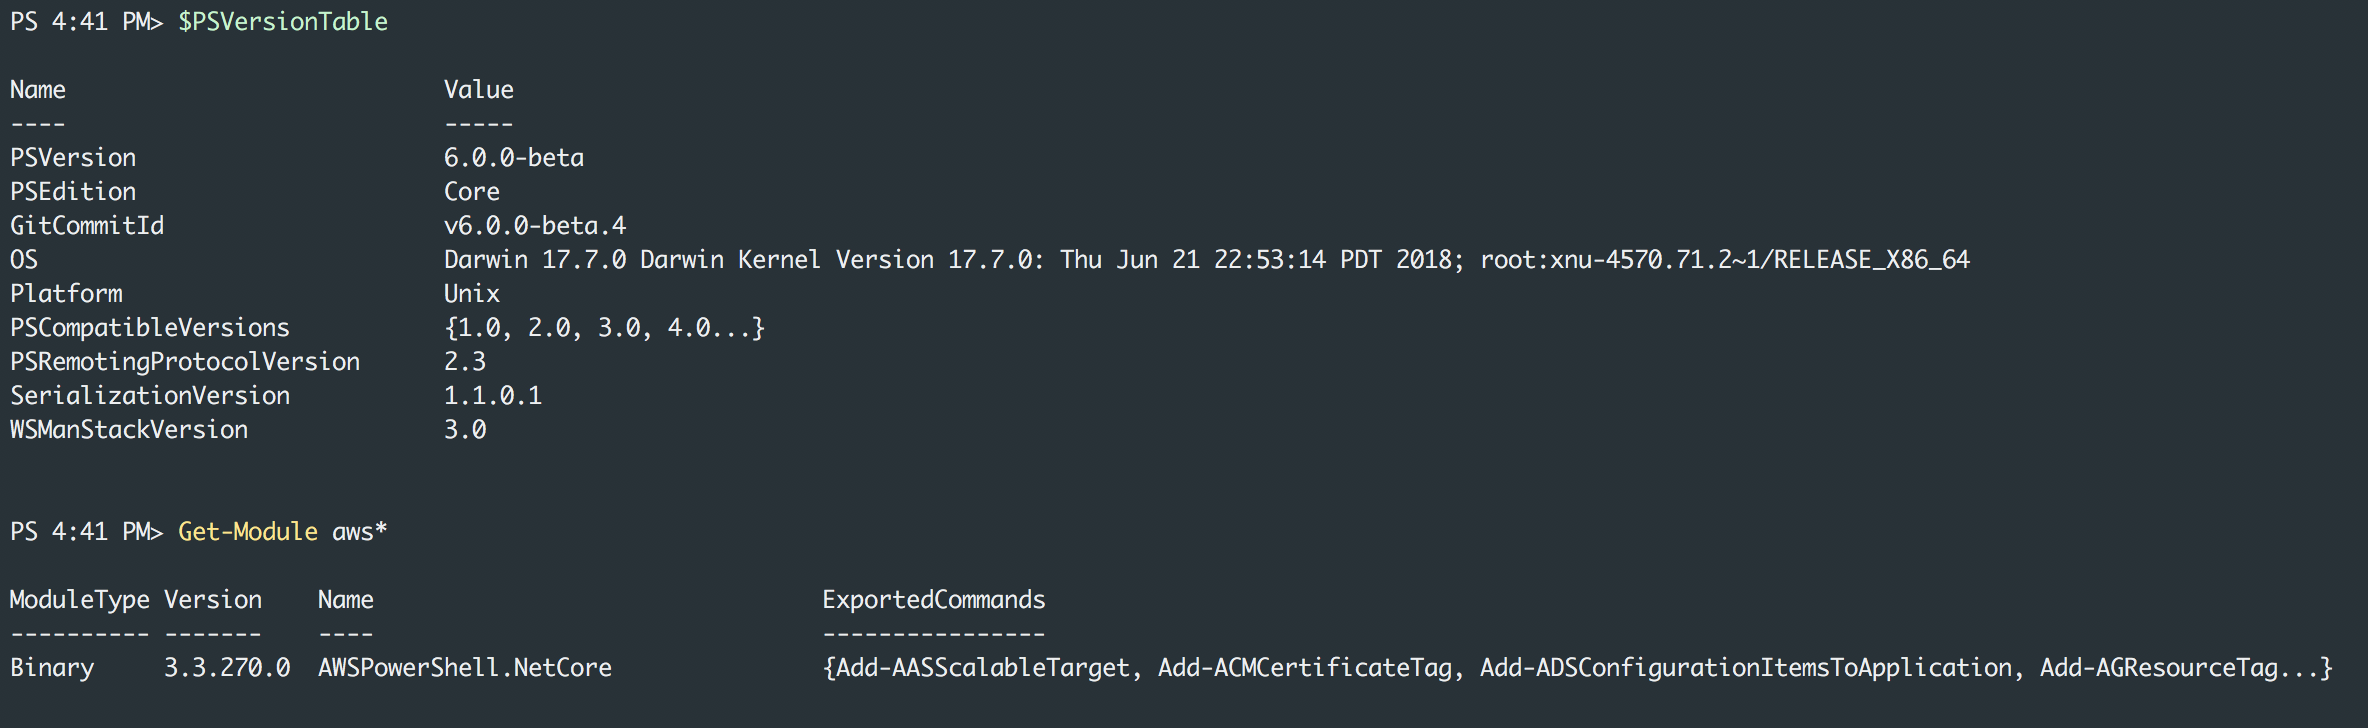 PS 4:41 PM> $PSVersionTable
Name                           Value
----                           -----
PSVersion                      6.0.0-beta
PSEdition                      Core
GitCommitId                    v6.0.0-beta.4
OS                             Darwin 17.7.0 Darwin Kernel Version 17.7.0: Thu Jun 21 22:53:14 PDT 2018; root:xnu-4570.71.2~1/RELEASE_X86_64
Platform                       Unix
PSCompatibleVersions           {1.0, 2.0, 3.0, 4.0...}
PSRemotingProtocolVersion      2.3
SerializationVersion           1.1.0.1
WSManStackVersion              3.0
PS 4:41 PM> Get-Module aws*
ModuleType Version    Name                                ExportedCommands
---------- -------    ----                                ----------------
Binary     3.3.270.0  AWSPowerShell.NetCore               {Add-AASScalableTarget, Add-ACMCertificateTag, Add-ADSConfigurationItemsToApplication, Add-AGResourceTag...}